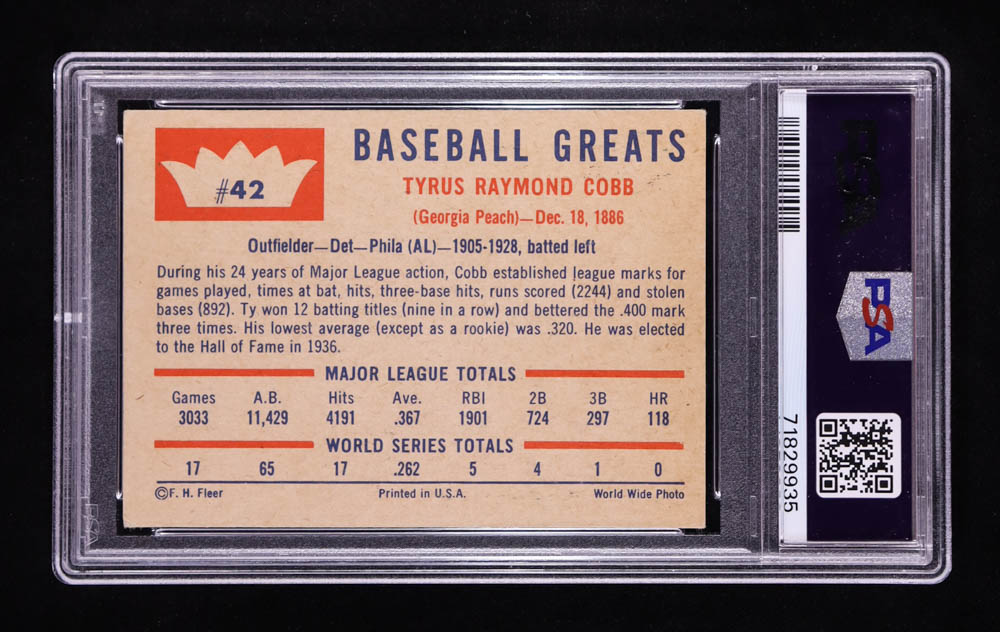 #42
BASEBALL GREATS
TYRUS RAYMOND COBB
(Georgia Peach)—Dec. 18, 1886
Outfielder—Det—Phila (AL)—1905-1928, batted left
During his 24 years of Major League action, Cobb established league marks for
games played, times at bat, hits, three-base hits, runs scored (2244) and stolen
bases (892). Ty won 12 batting titles (nine in a row) and bettered the .400 mark
three times. His lowest average (except as a rookie) was .320. He was elected
to the Hall of Fame in 1936.
MAJOR LEAGUE TOTALS
Games A.B. Hits Ave. RBI 2B 3B HR
3033 11,429 4191 .367 1901 724 297 118
WORLD SERIES TOTALS
17 65 17 .262 5 4 1 0
©F. H. Fleer Printed in U.S.A. World Wide Photo
71829935
PSA
PSA
PSA